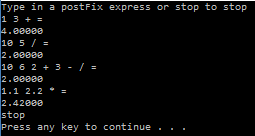 Type in a postFix express or stop to stop
1 3 + =
4.00000
10 5 / =
2.00000
10 6 2 + 3 - / =
2.00000
1.1 2.2 * =
2.42000
stop
Press any key to continue . . .